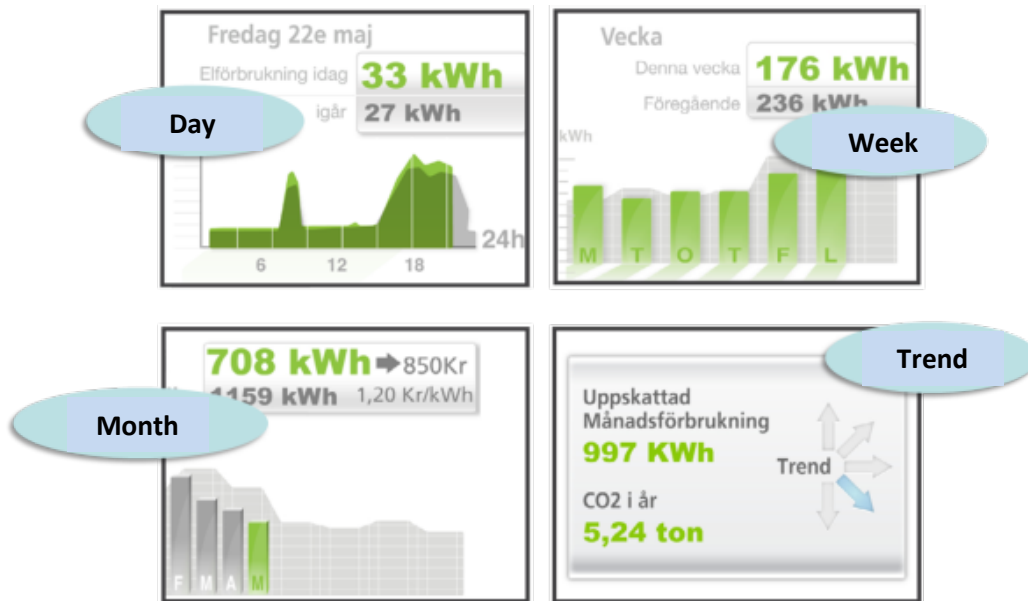 Fredag 22e maj
Elförbrukning idag 33 kWh
igår 27 kWh
Day
24h
6 12 18
Vecka
Denna vecka 176 kWh
Föregående 236 kWh
kWh
Week
M T O T F L
708 kWh 850Kr
1159 kWh 1,20 Kr/kWh
Month
F M A M
Trend
Uppskattad
Månadsförbrukning
997 KWh
Trend
CO2 i år
5,24 ton